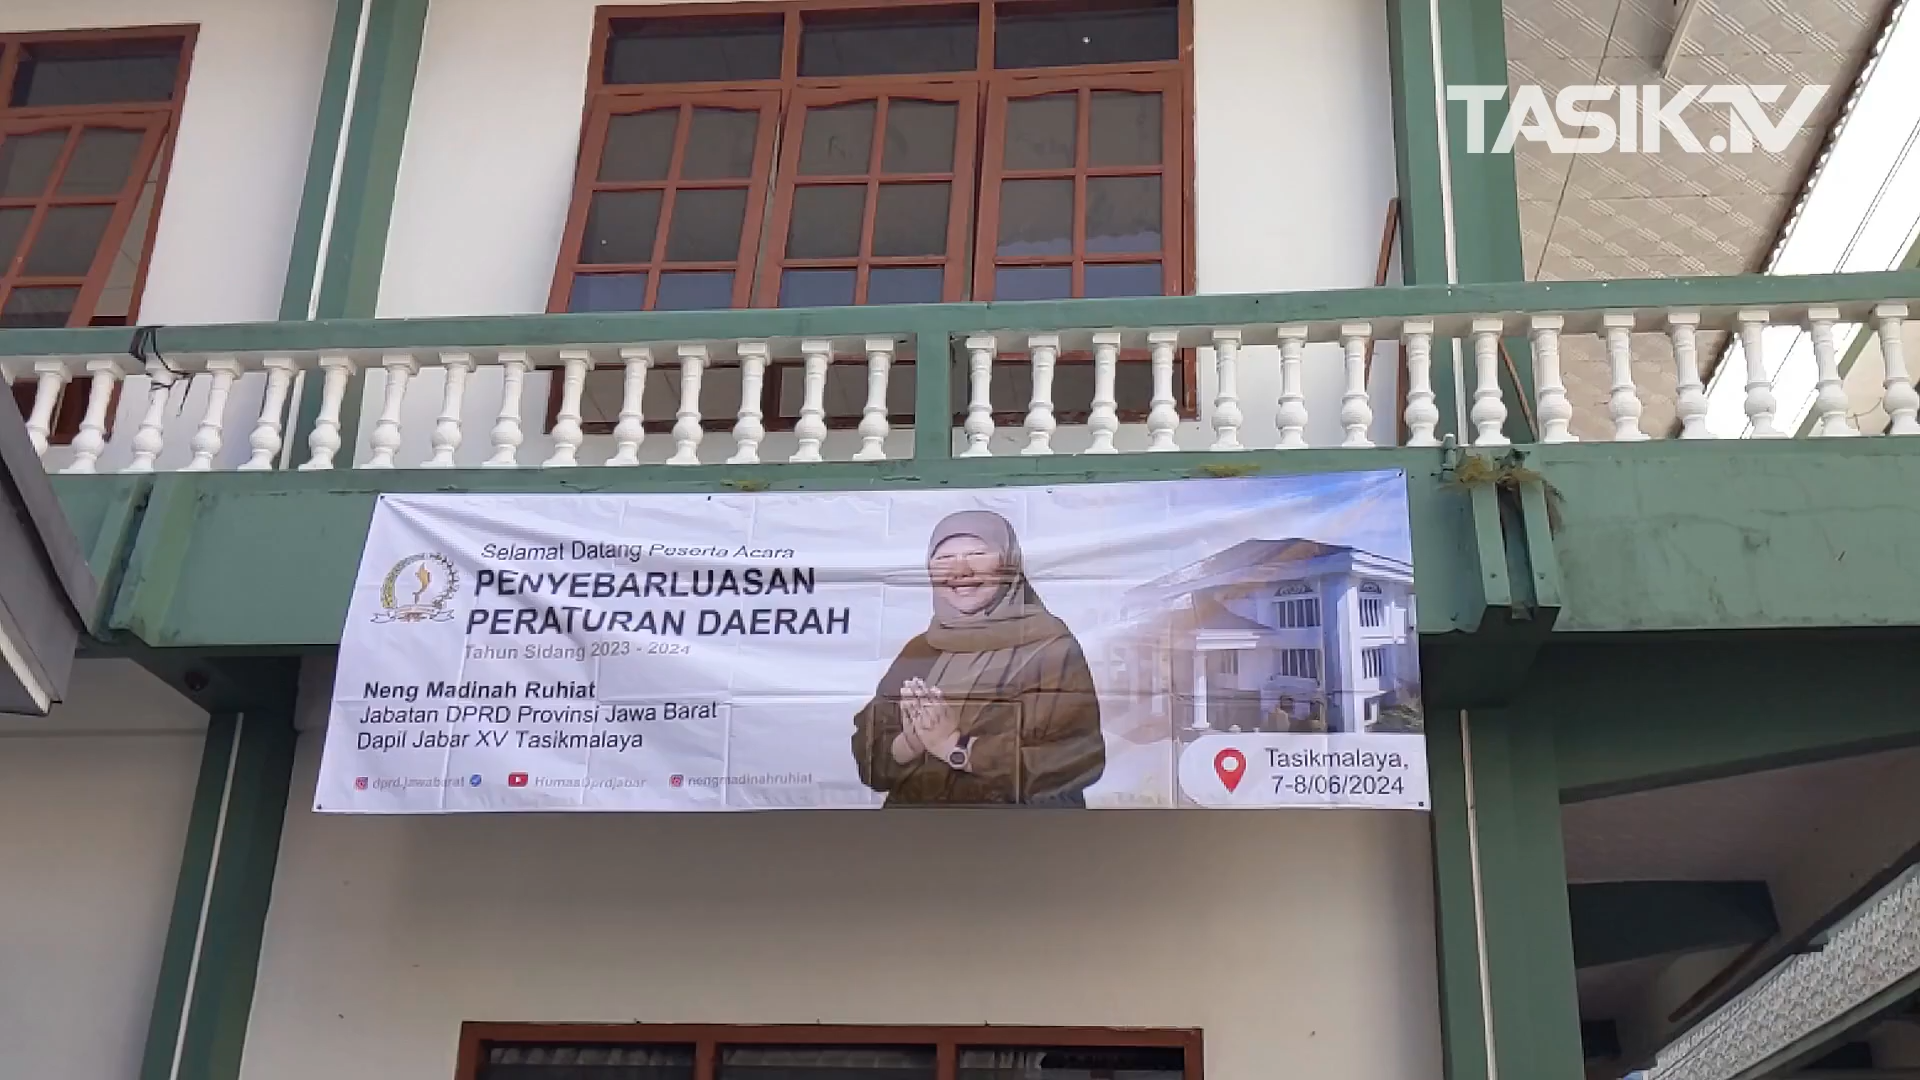 TASIK.TV
Selamat Datang Peserta Acara
PENYEBARLUASAN
PERATURAN DAERAH
Tahun Sidang 2023 - 2024
Neng Madinah Ruhiat
Jabatan DPRD Provinsi Jawa Barat
Dapil Jabar XV Tasikmalaya
dprd.jawabarat HumasDprdjabar nengmadinahruhiat
Tasikmalaya,
7-8/06/2024